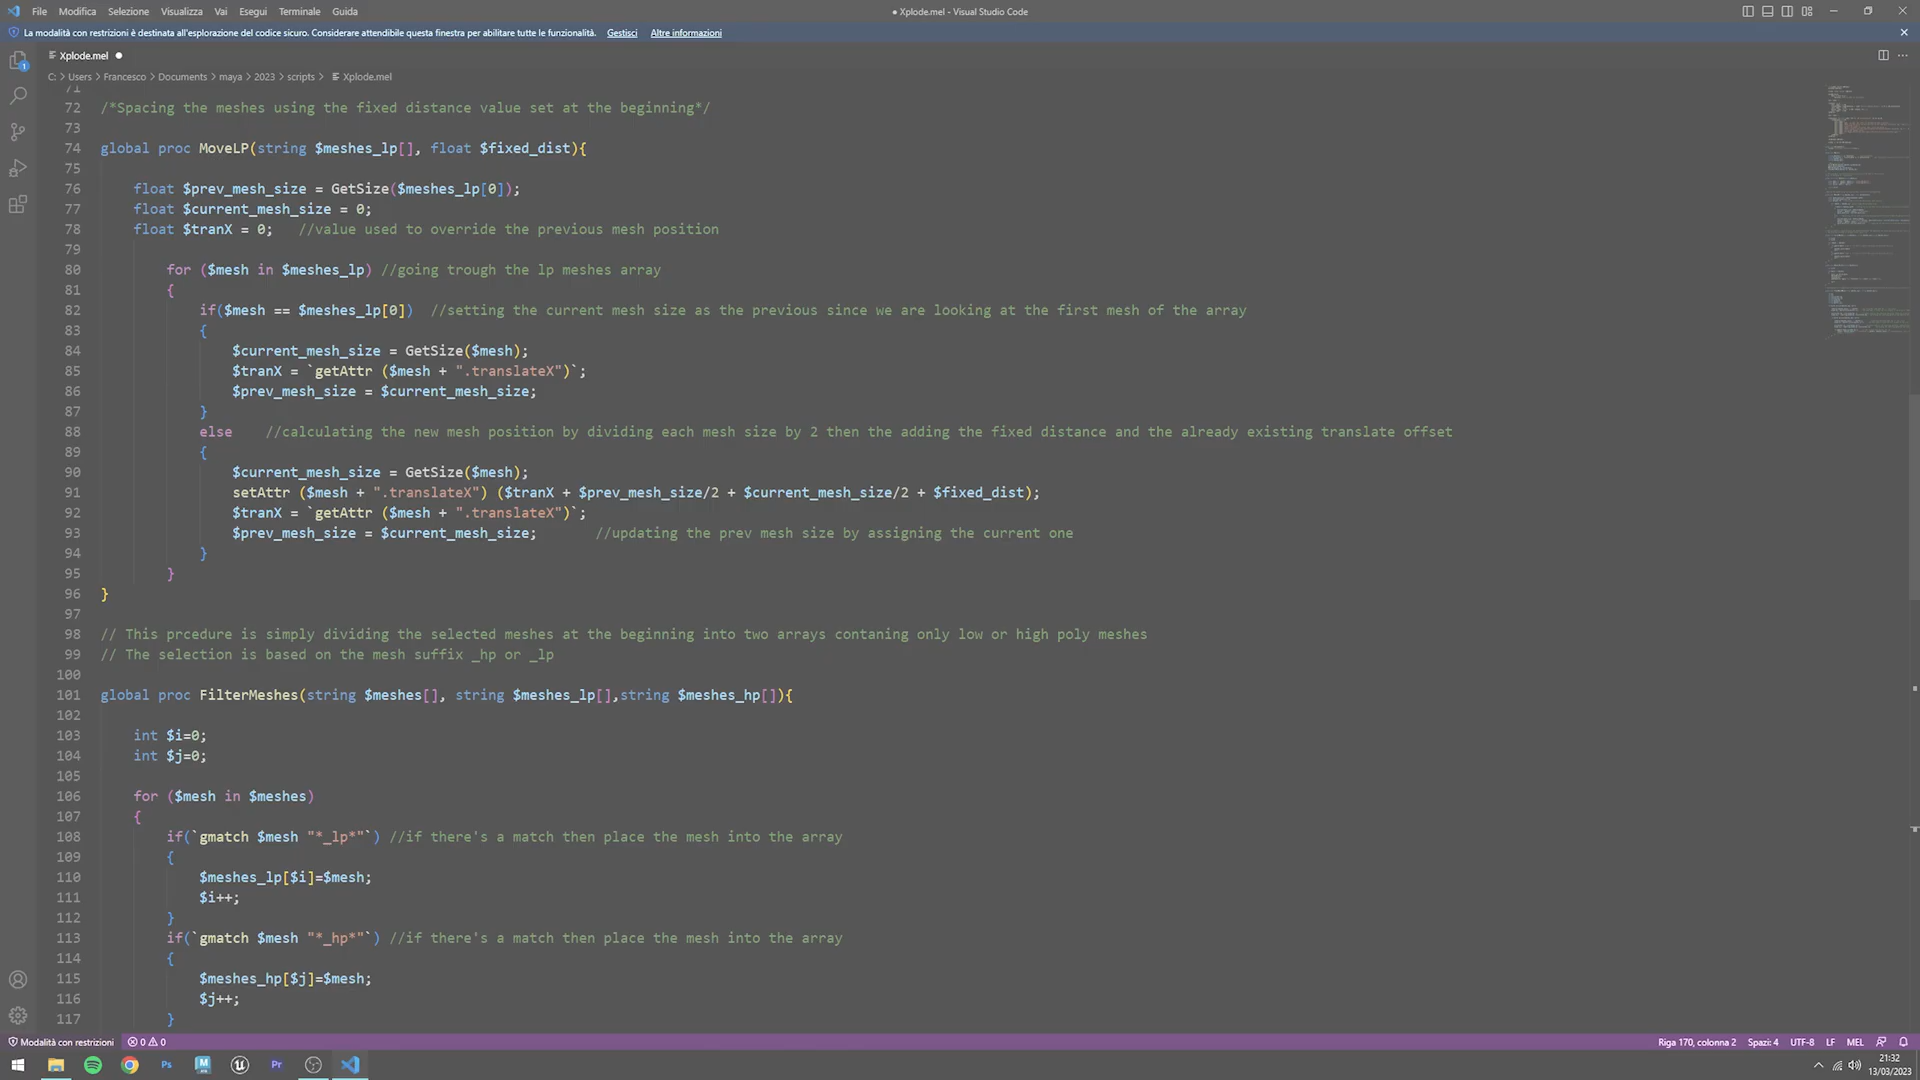 File Modifica Selezione Visualizza Vai Esegui Terminale Guida
● Xplode.mel - Visual Studio Code
La modalità con restrizioni è destinata all'esplorazione del codice sicuro. Considerare attendibile questa finestra per abilitare tutte le funzionalità. Gestisci Altre informazioni
Xplode.mel
C: > Users > Francesco > Documents > maya > 2023 > scripts > Xplode.mel
71
72 /*Spacing the meshes using the fixed distance value set at the beginning*/
73
74 global proc MoveLP(string $meshes_lp[], float $fixed_dist){
75
76 float $prev_mesh_size = GetSize($meshes_lp[0]);
77 float $current_mesh_size = 0;
78 float $tranX = 0; //value used to override the previous mesh position
79
80 for ($mesh in $meshes_lp) //going trough the lp meshes array
81 {
82 if($mesh == $meshes_lp[0]) //setting the current mesh size as the previous since we are looking at the first mesh of the array
83 {
84 $current_mesh_size = GetSize($mesh);
85 $tranX = `getAttr ($mesh + ".translateX")`;
86 $prev_mesh_size = $current_mesh_size;
87 }
88 else //calculating the new mesh position by dividing each mesh size by 2 then the adding the fixed distance and the already existing translate offset
89 {
90 $current_mesh_size = GetSize($mesh);
91 setAttr ($mesh + ".translateX") ($tranX + $prev_mesh_size/2 + $current_mesh_size/2 + $fixed_dist);
92 $tranX = `getAttr ($mesh + ".translateX")`;
93 $prev_mesh_size = $current_mesh_size; //updating the prev mesh size by assigning the current one
94 }
95 }
96 }
97
98 // This prcedure is simply dividing the selected meshes at the beginning into two arrays contaning only low or high poly meshes
99 // The selection is based on the mesh suffix _hp or _lp
100
101 global proc FilterMeshes(string $meshes[], string $meshes_lp[],string $meshes_hp[]){
102
103 int $i=0;
104 int $j=0;
105
106 for ($mesh in $meshes)
107 {
108 if(`gmatch $mesh "*_lp*"`) //if there's a match then place the mesh into the array
109 {
110 $meshes_lp[$i]=$mesh;
111 $i++;
112 }
113 if(`gmatch $mesh "*_hp*"`) //if there's a match then place the mesh into the array
114 {
115 $meshes_hp[$j]=$mesh;
116 $j++;
117 }
Modalità con restrizioni 0 0 Riga 170, colonna 2 Spazi: 4 UTF-8 LF MEL
21:32
13/03/2023
1
Ps
M
Pr